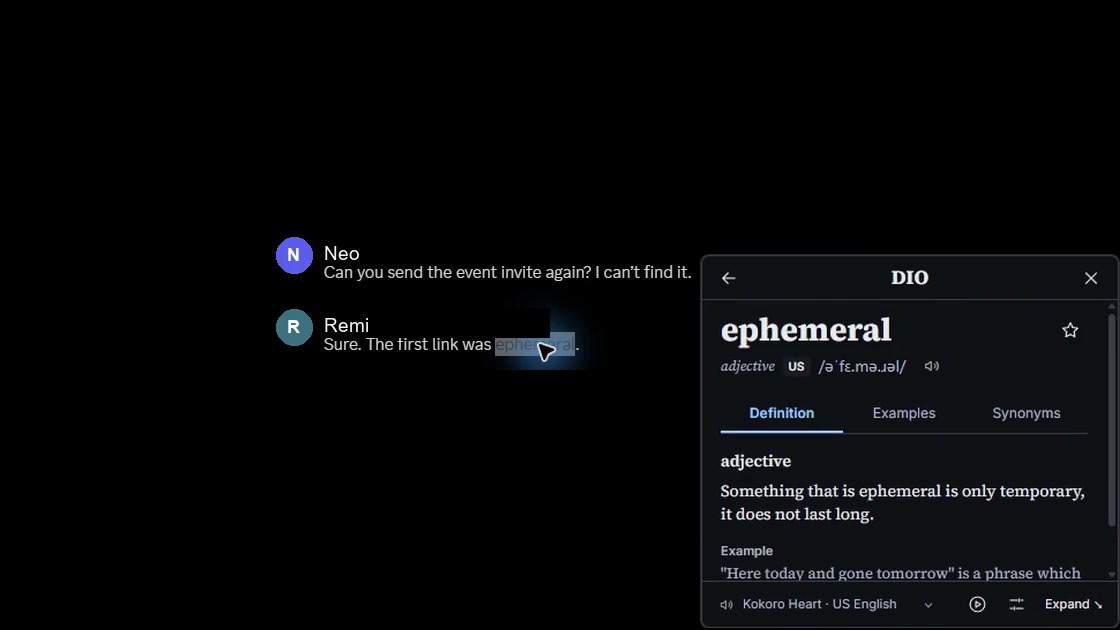 N
Neo
Can you send the event invite again? I can't find it.
R
Remi
Sure. The first link was ephemeral.
DIO
ephemeral
adjective US /əˈfɛ.mə.ɹəl/
Definition Examples Synonyms
adjective
Something that is ephemeral is only temporary,
it does not last long.
Example
"Here today and gone tomorrow" is a phrase which
Kokoro Heart · US English
Expand ↘